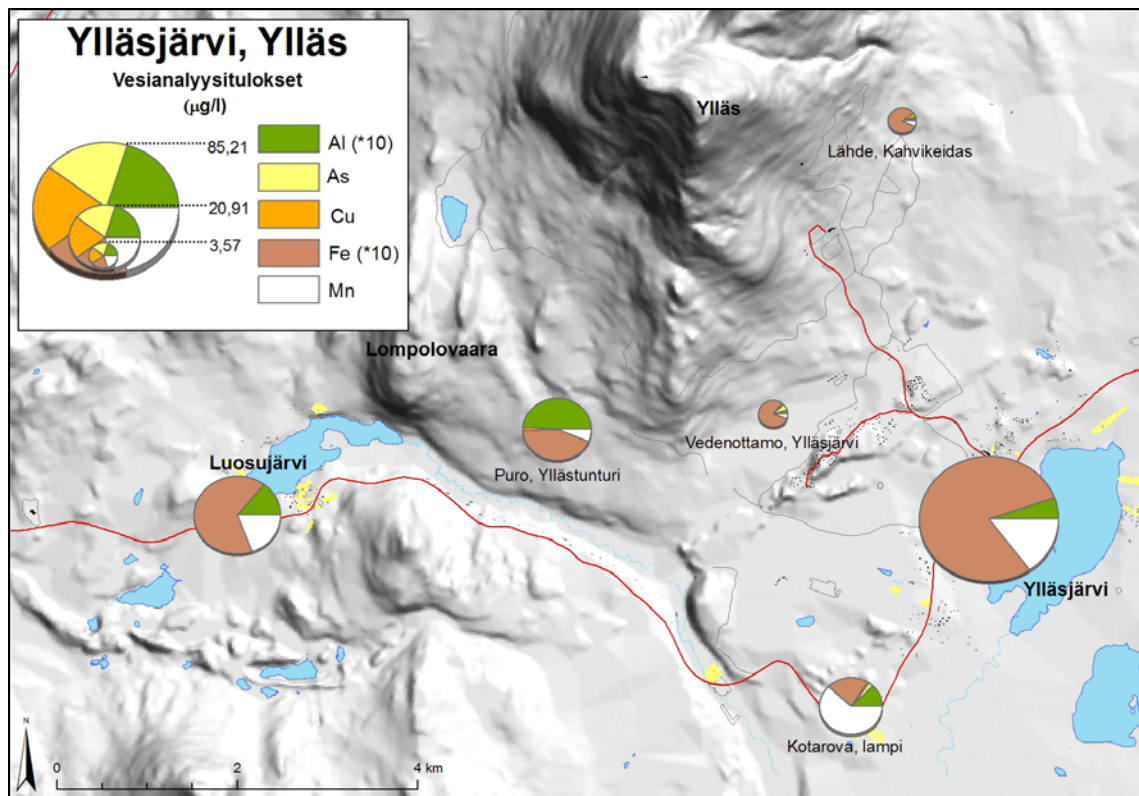 Ylläsjärvi, Ylläs
Vesianalyysitulokset
(µg/l)
85,21
20,91
3,57
Al (*10)
As
Cu
Fe (*10)
Mn
Ylläs
Lähde, Kahvikeidas
Lompolovaara
Vedenottamo, Ylläsjärvi
Puro, Yllästunturi
Luosujärvi
Ylläsjärvi
Kotarova, lampi
N
0 2 4 km